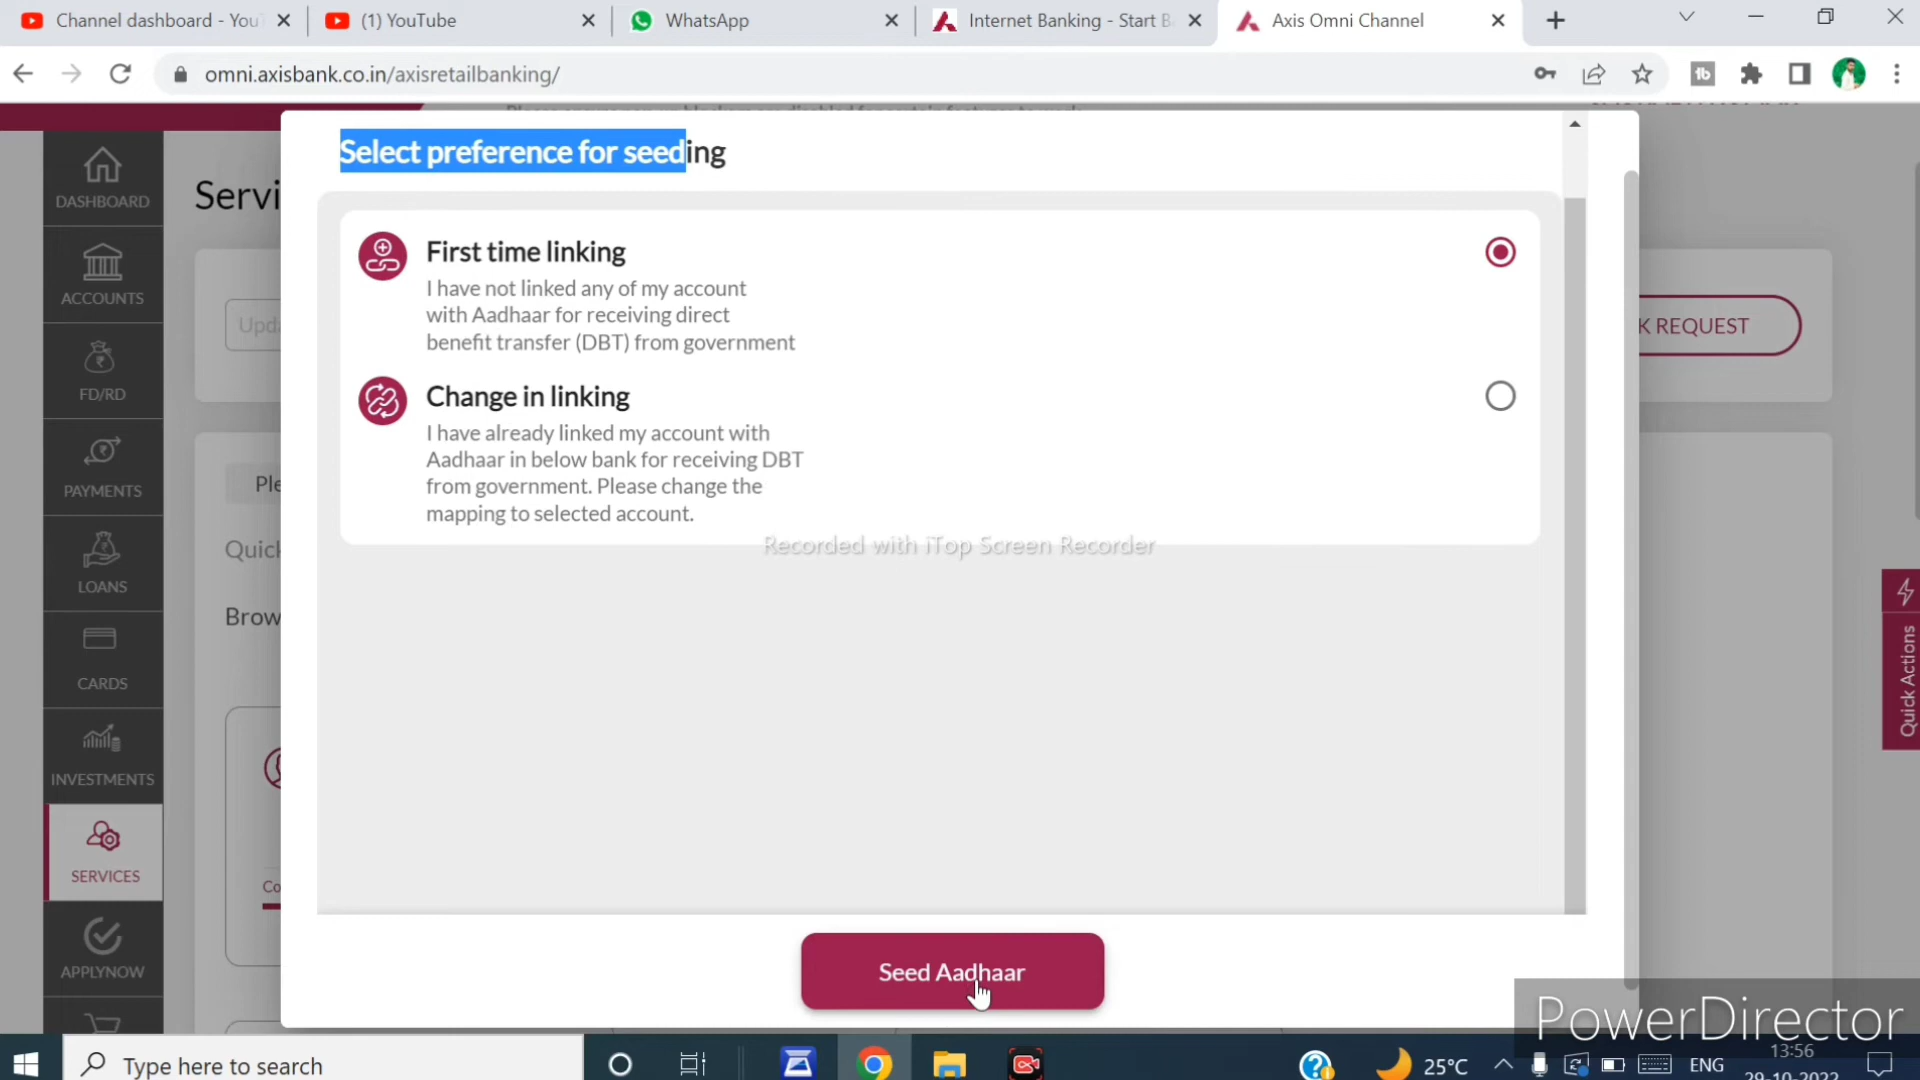 Channel dashboard - You
(1) YouTube
WhatsApp
Internet Banking - Start B
Axis Omni Channel
omni.axisbank.co.in/axisretailbanking/
Select preference for seeding
First time linking
I have not linked any of my account
with Aadhaar for receiving direct
benefit transfer (DBT) from government
Change in linking
I have already linked my account with
Aadhaar in below bank for receiving DBT
from government. Please change the
mapping to selected account.
Recorded with iTop Screen Recorder
Seed Aadhaar
DASHBOARD
ACCOUNTS
FD/RD
PAYMENTS
LOANS
CARDS
INVESTMENTS
SERVICES
APPLYNOW
Servi
Upda
K REQUEST
Ple
Quick
Brow
Co
Quick Actions
PowerDirector
Type here to search
25°C
ENG
13:56
29-10-2022